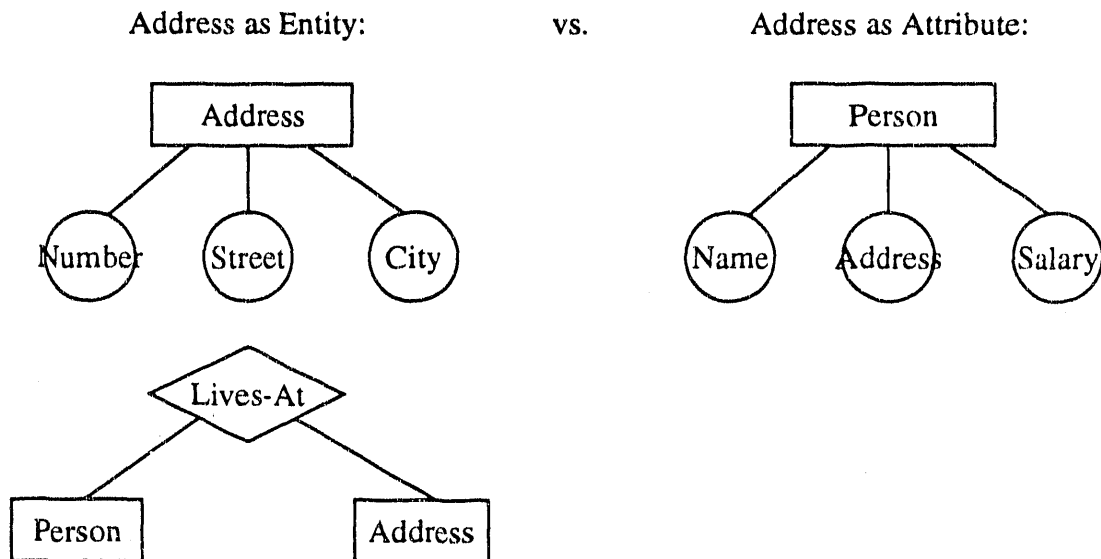 Address as Entity: vs. Address as Attribute:
Address
Number Street City
Lives-At
Person Address
Person
Name Address Salary